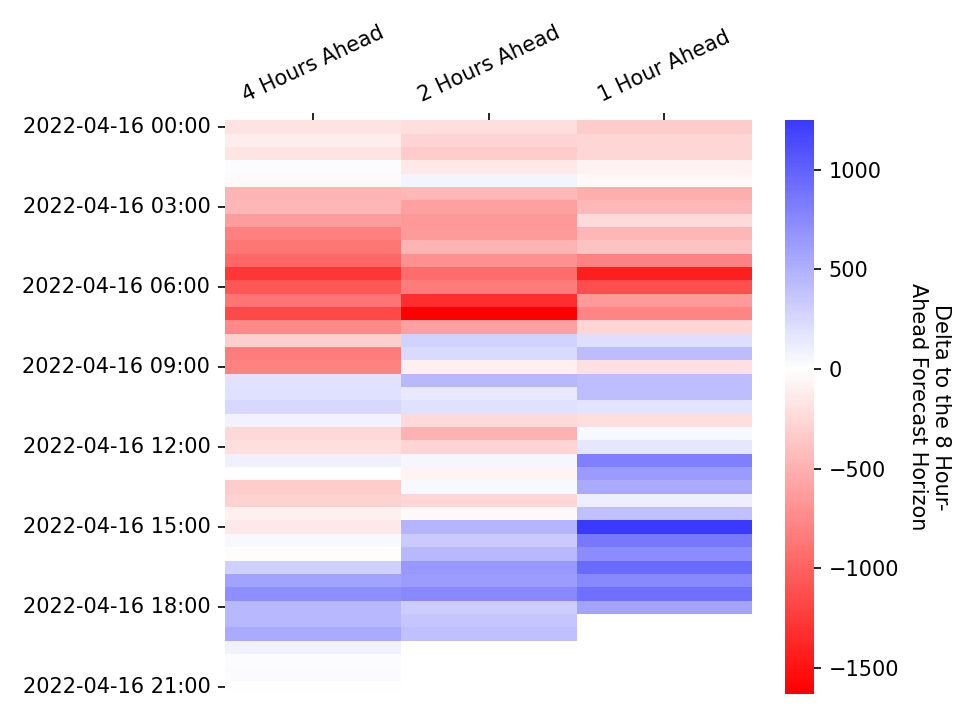 4 Hours Ahead
2 Hours Ahead
1 Hour Ahead
2022-04-16 00:00
2022-04-16 03:00
2022-04-16 06:00
2022-04-16 09:00
2022-04-16 12:00
2022-04-16 15:00
2022-04-16 18:00
2022-04-16 21:00
1000
500
0
−500
−1000
−1500
Delta to the 8 Hour-
Ahead Forecast Horizon